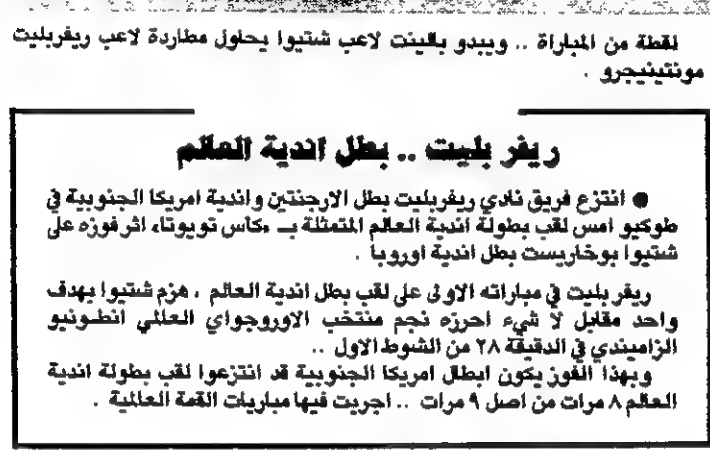 لقطة من المباراة .. ويبدو بالينت لاعب شتيوا يحاول مطاردة لاعب ريفربليت
مونتينيجرو .
ريفر بليت .. بطل اندية العالم
● انتزع فريق نادي ريفربليت بطل الارجنتين واندية امريكا الجنوبية في
طوكيو امس لقب بطولة اندية العالم المتمثلة بـ «كاس تويوتا» اثر فوزه على
شتيوا بوخاريست بطل اندية اوروبا .
ريفر بليت في مباراته الاولى على لقب بطل اندية العالم ، هزم شتيوا بهدف
واحد مقابل لا شيء احرزه نجم منتخب الاوروجواي العالمي انطونيو
الزاميندي في الدقيقة ٢٨ من الشوط الاول ..
وبهذا الفوز يكون ابطال امريكا الجنوبية قد انتزعوا لقب بطولة اندية
العالم ٨ مرات من اصل ٩ مرات .. اجريت فيها مباريات القمة العالمية .